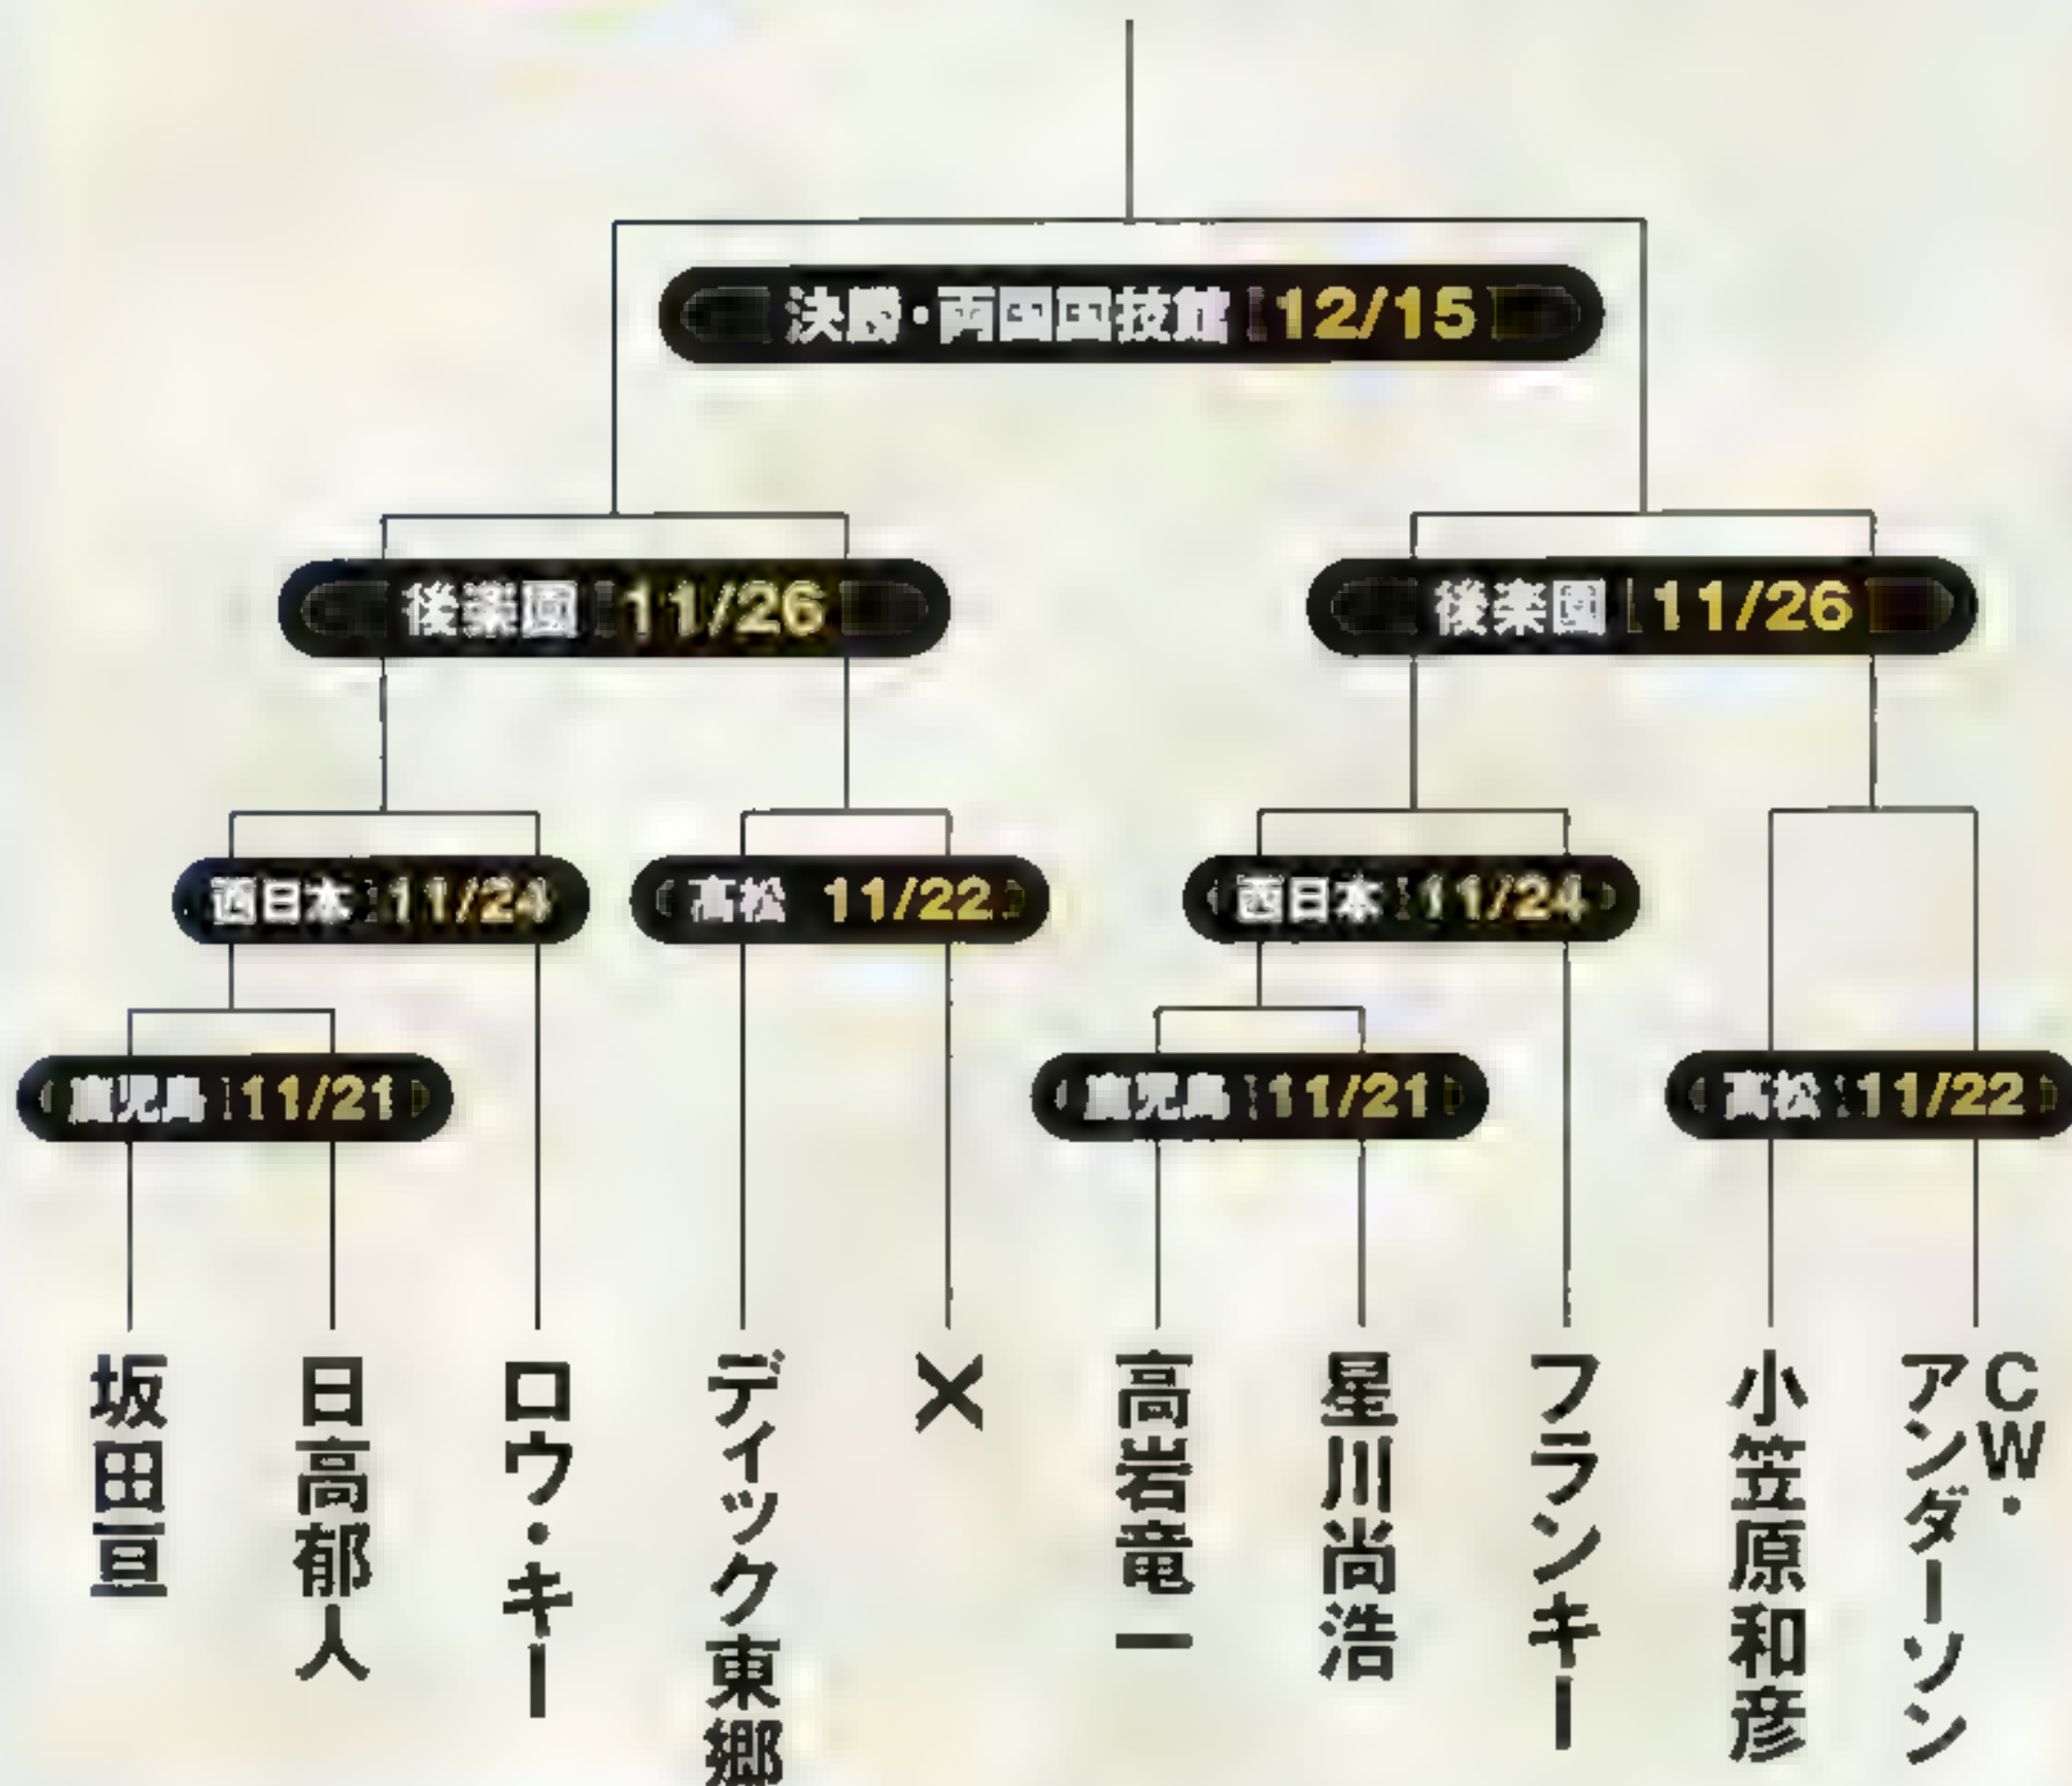 決勝・両国国技館 12/15
後楽園 11/26
後楽園 11/26
西日本 11/24
高松 11/22
西日本 11/24
鹿児島 11/21
鹿児島 11/21
高松 11/22
坂田亘
日高郁人
ロウ・キー
ディック東郷
X
高岩竜一
星川尚浩
フランキー
小笠原和彦
CW・
アンダーソン